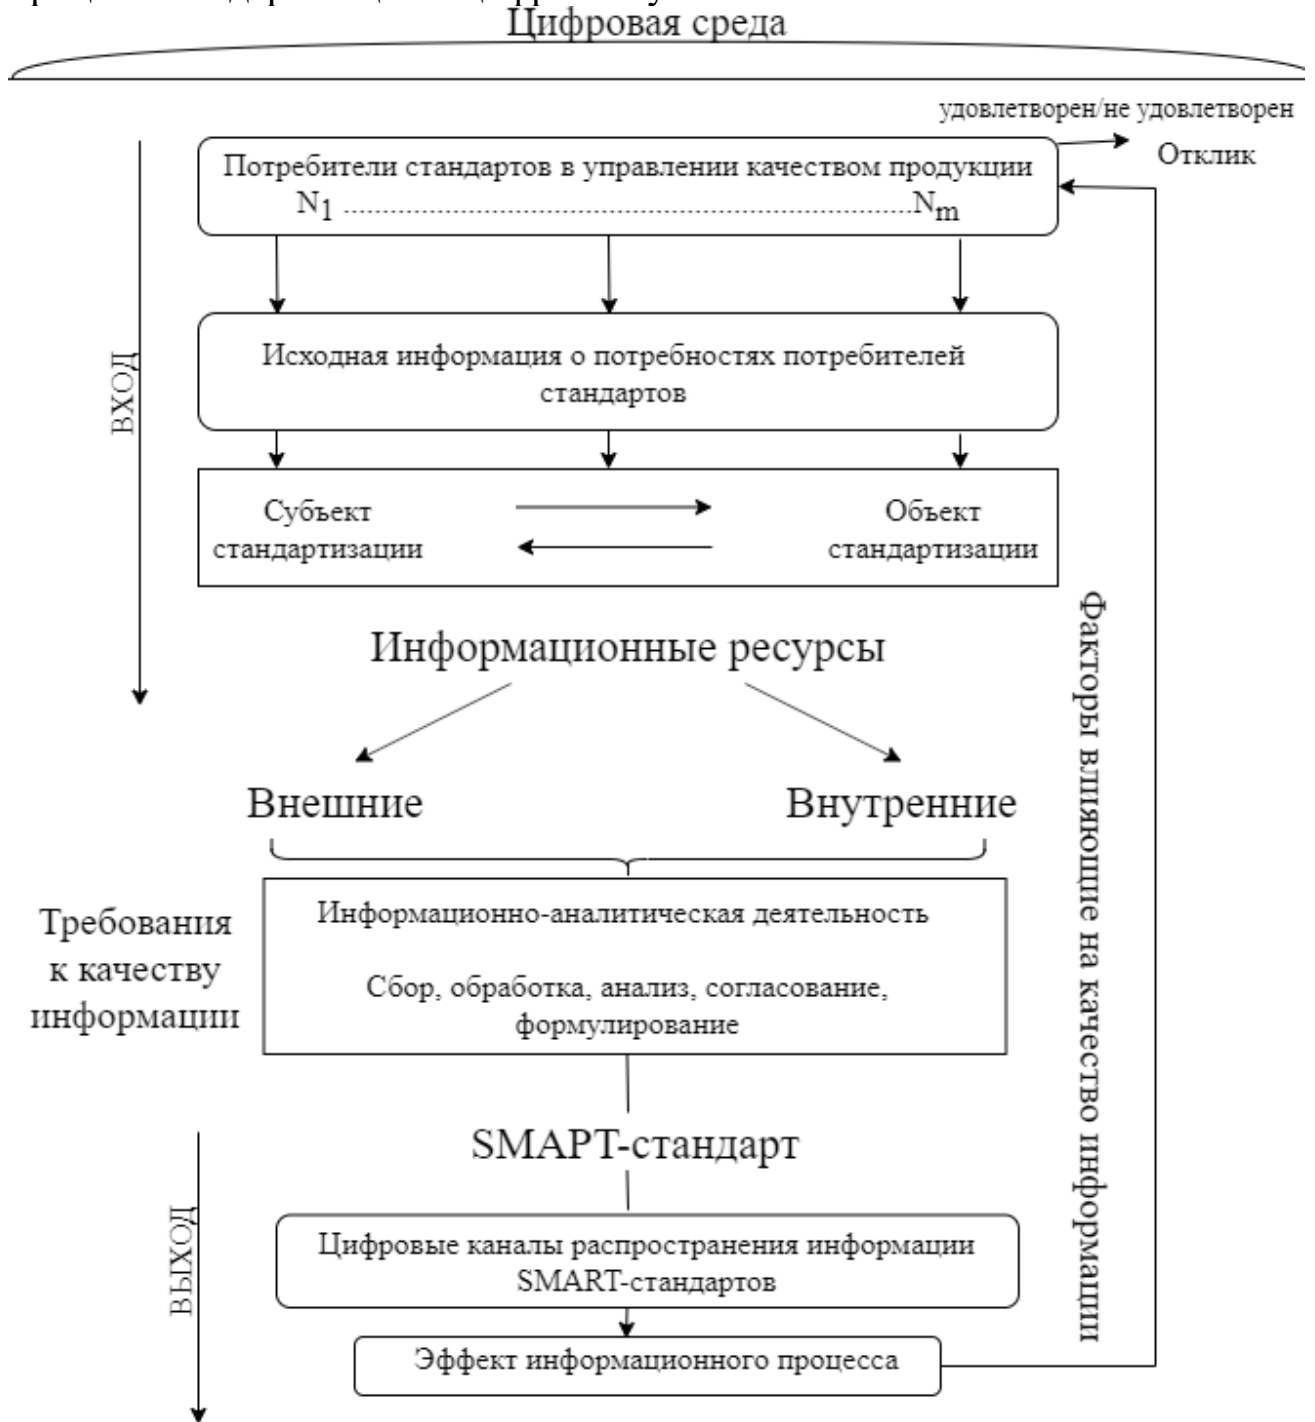 Цифровая среда
удовлетворен/не удовлетворен
Отклик
Потребители стандартов в управлении качеством продукции
N1 ........................................................................... Nm
ВХОД
Исходная информация о потребностях потребителей
стандартов
Субъект
стандартизации
Объект
стандартизации
Информационные ресурсы
Внешние
Внутренние
Факторы влияющие на качество информации
Требования
к качеству
информации
Информационно-аналитическая деятельность
Сбор, обработка, анализ, согласование,
формулирование
SMAPT-стандарт
ВЫХОД
Цифровые каналы распространения информации
SMART-стандартов
Эффект информационного процесса